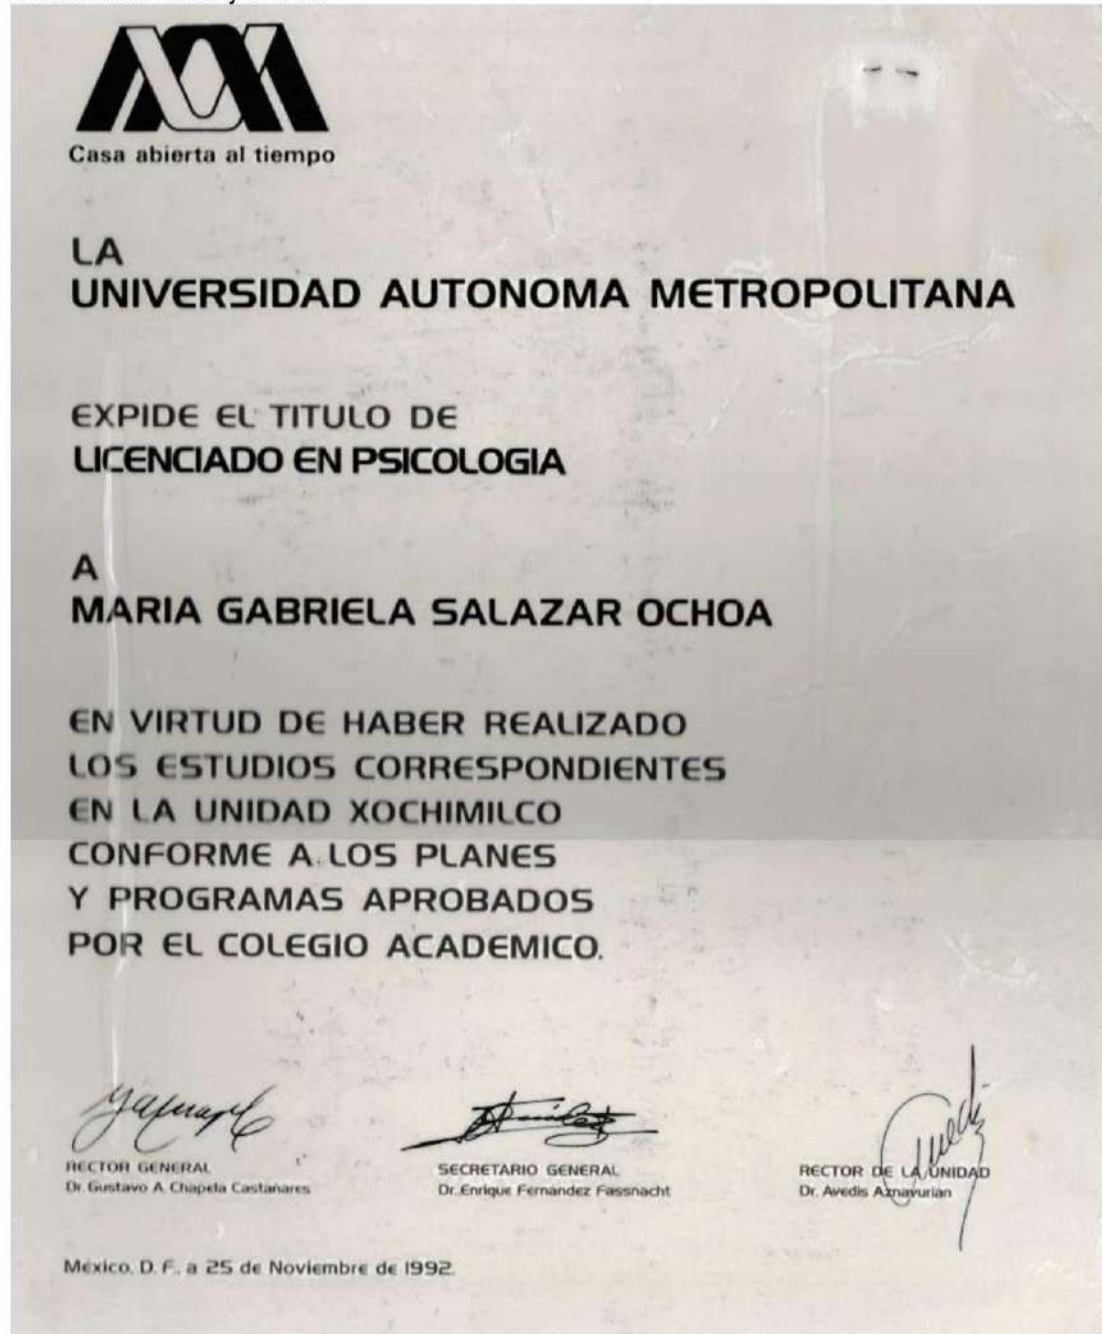 Casa abierta al tiempo
LA
UNIVERSIDAD AUTONOMA METROPOLITANA
EXPIDE EL TITULO DE
LICENCIADO EN PSICOLOGIA
A
MARIA GABRIELA SALAZAR OCHOA
EN VIRTUD DE HABER REALIZADO
LOS ESTUDIOS CORRESPONDIENTES
EN LA UNIDAD XOCHIMILCO
CONFORME A LOS PLANES
Y PROGRAMAS APROBADOS
POR EL COLEGIO ACADEMICO.
RECTOR GENERAL
Dr. Gustavo A. Chapela Castanares
SECRETARIO GENERAL
Dr. Enrique Fernandez Fassnacht
RECTOR DE LA UNIDAD
Dr. Avedis Aznavurian
México, D. F., a 25 de Noviembre de 1992.